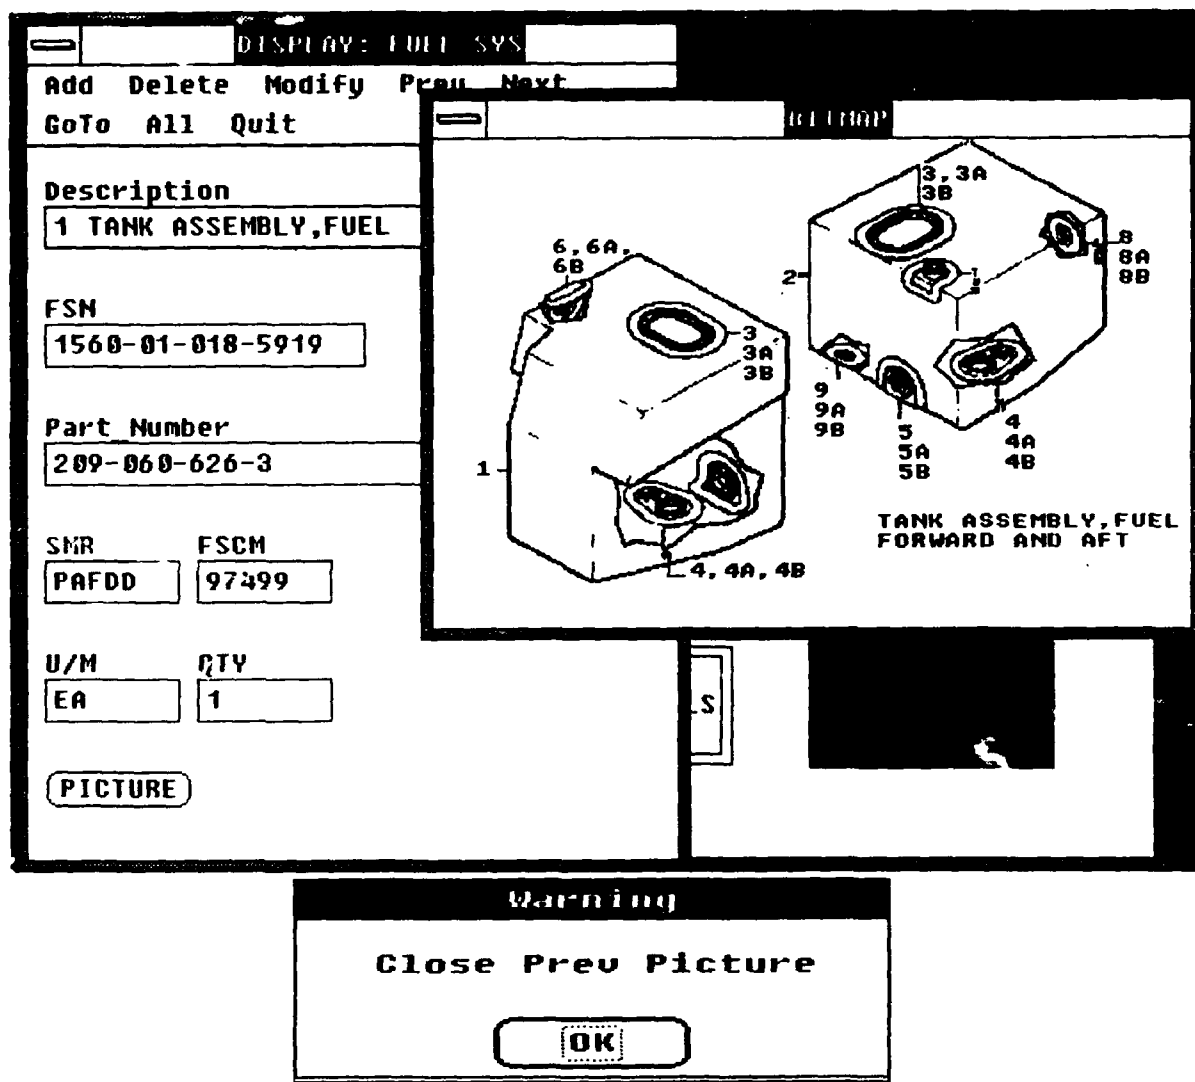 DISPLAY: FUEL SYS
Add Delete Modify Prev Next
GoTo All Quit
Description
1 TANK ASSEMBLY,FUEL
FSN
1560-01-018-5919
Part_Number
209-060-626-3
SMR FSCM
PAFDD 97499
U/M QTY
EA 1
PICTURE
BITMAP
6,6A,
6B
3
3A
3B
1
4,4A,4B
3,3A
3B
2
8
8A
8B
9
9A
9B
5
5A
5B
4
4A
4B
TANK ASSEMBLY,FUEL
FORWARD AND AFT
LS
Warning
Close Prev Picture
OK